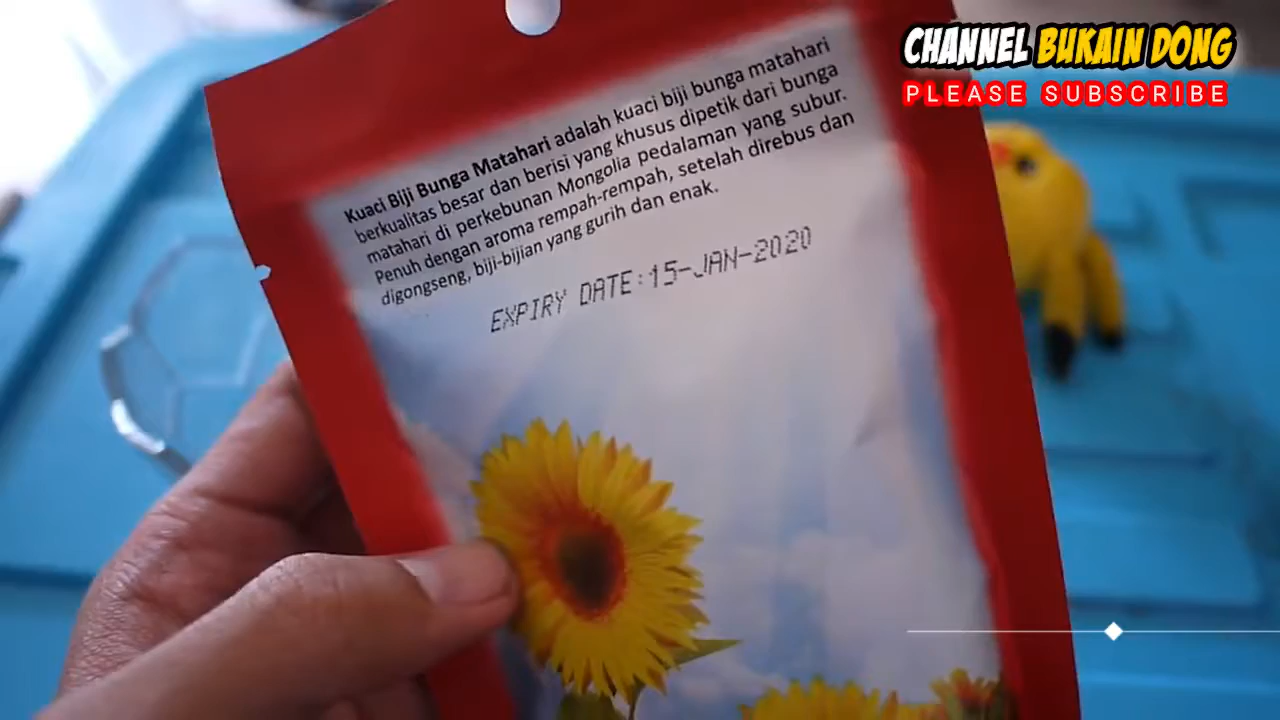 CHANNEL BUKAIN DONG
PLEASE SUBSCRIBE
Kuaci Biji Bunga Matahari adalah kuaci biji bunga matahari
berkualitas besar dan berisi yang khusus dipetik dari bunga
matahari di perkebunan Mongolia pedalaman yang subur.
Penuh dengan aroma rempah-rempah, setelah direbus dan
digongseng, biji-bijian yang gurih dan enak.
EXPIRY DATE:15-JAN-2020